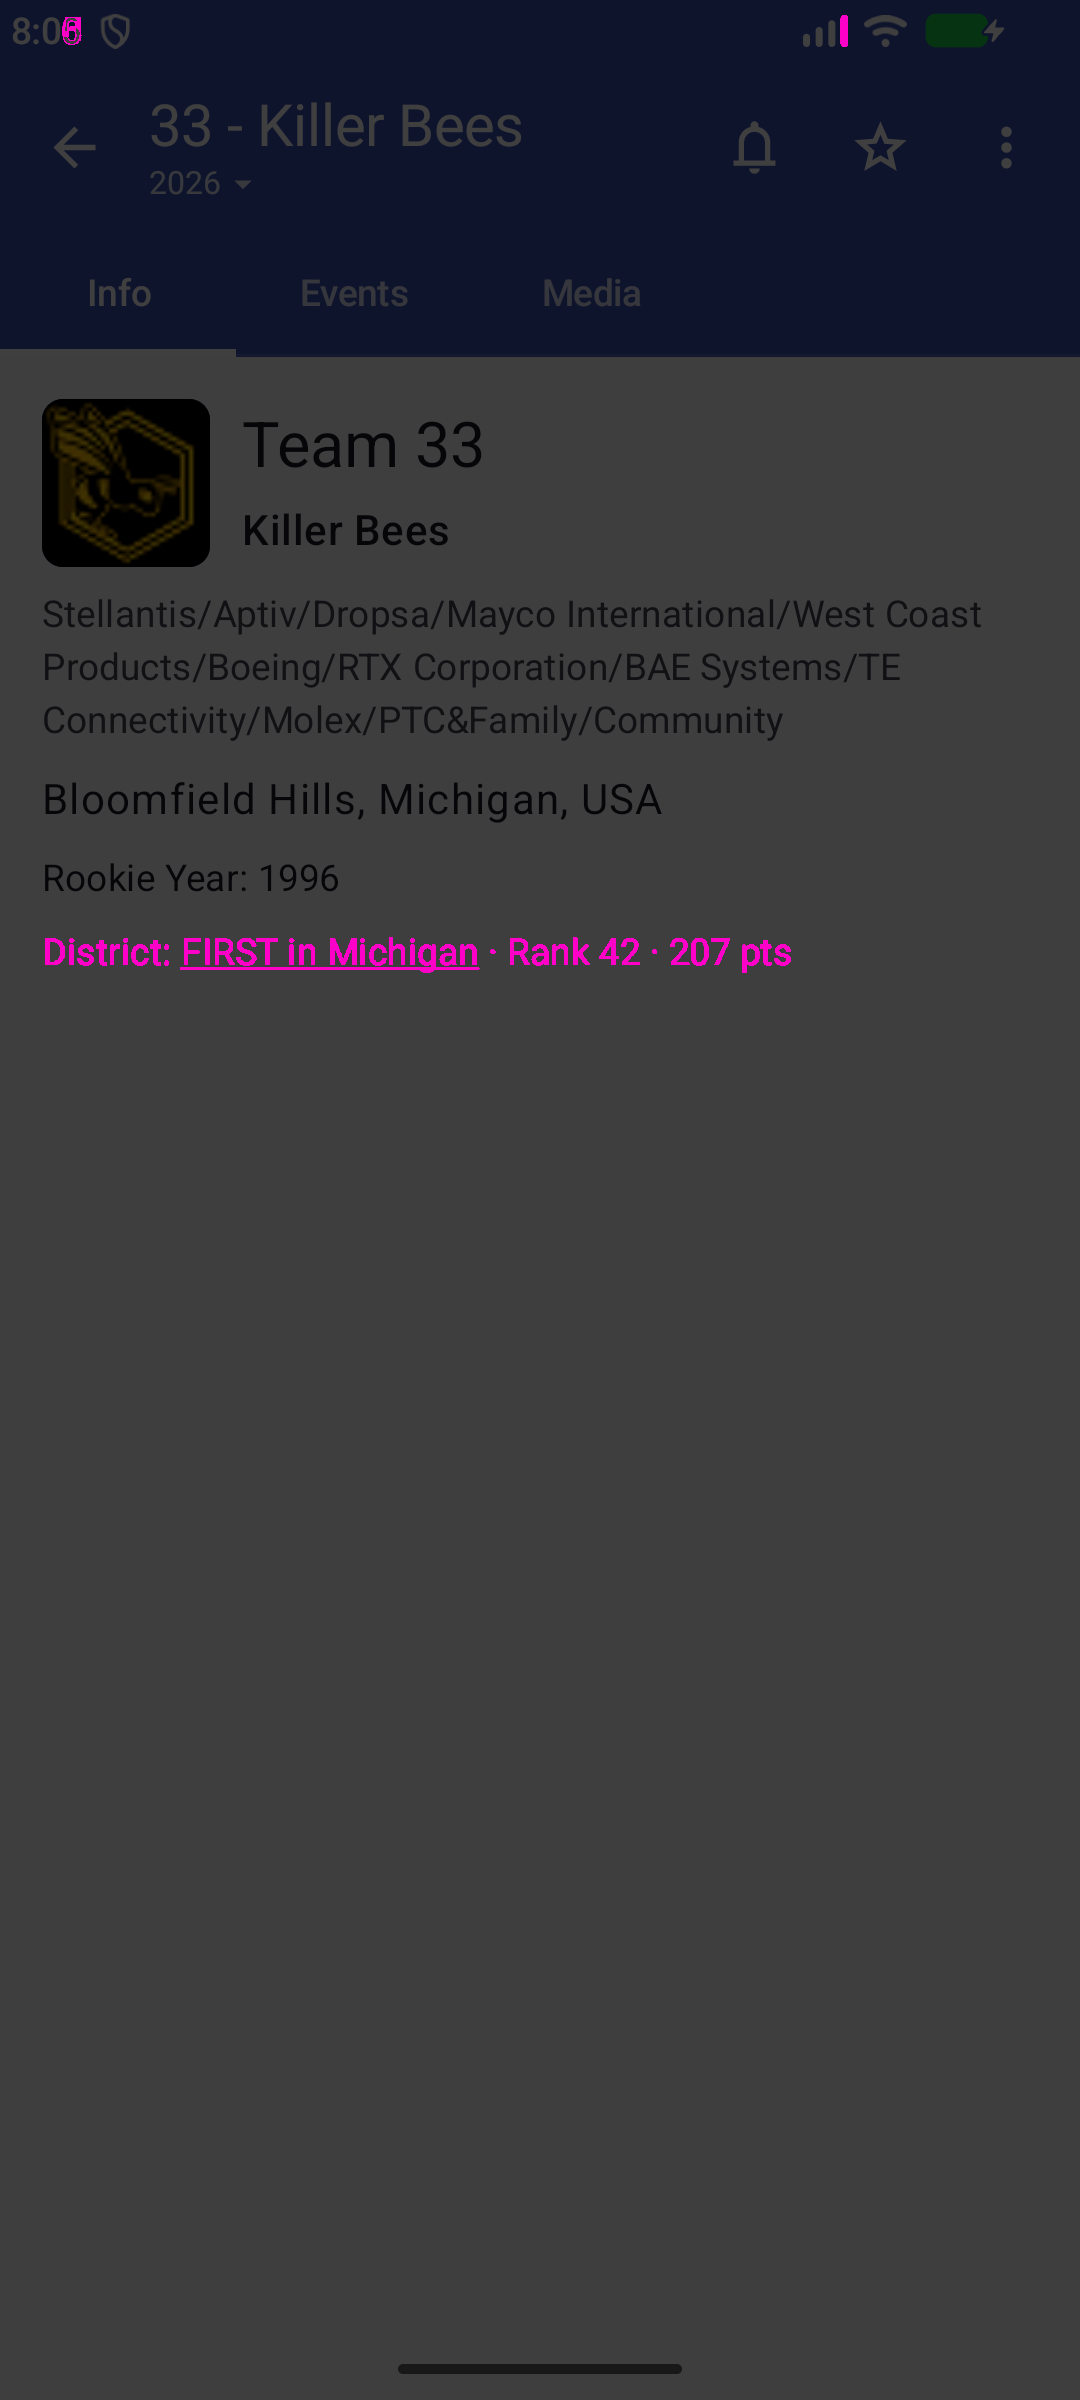 33 - Killer Bees
2026
Info Events Media
Team 33
Killer Bees
Stellantis/Aptiv/Dropsa/Mayco International/West Coast
Products/Boeing/RTX Corporation/BAE Systems/TE
Connectivity/Molex/PTC&Family/Community
Bloomfield Hills, Michigan, USA
Rookie Year: 1996
District: FIRST in Michigan · Rank 42 · 207 pts